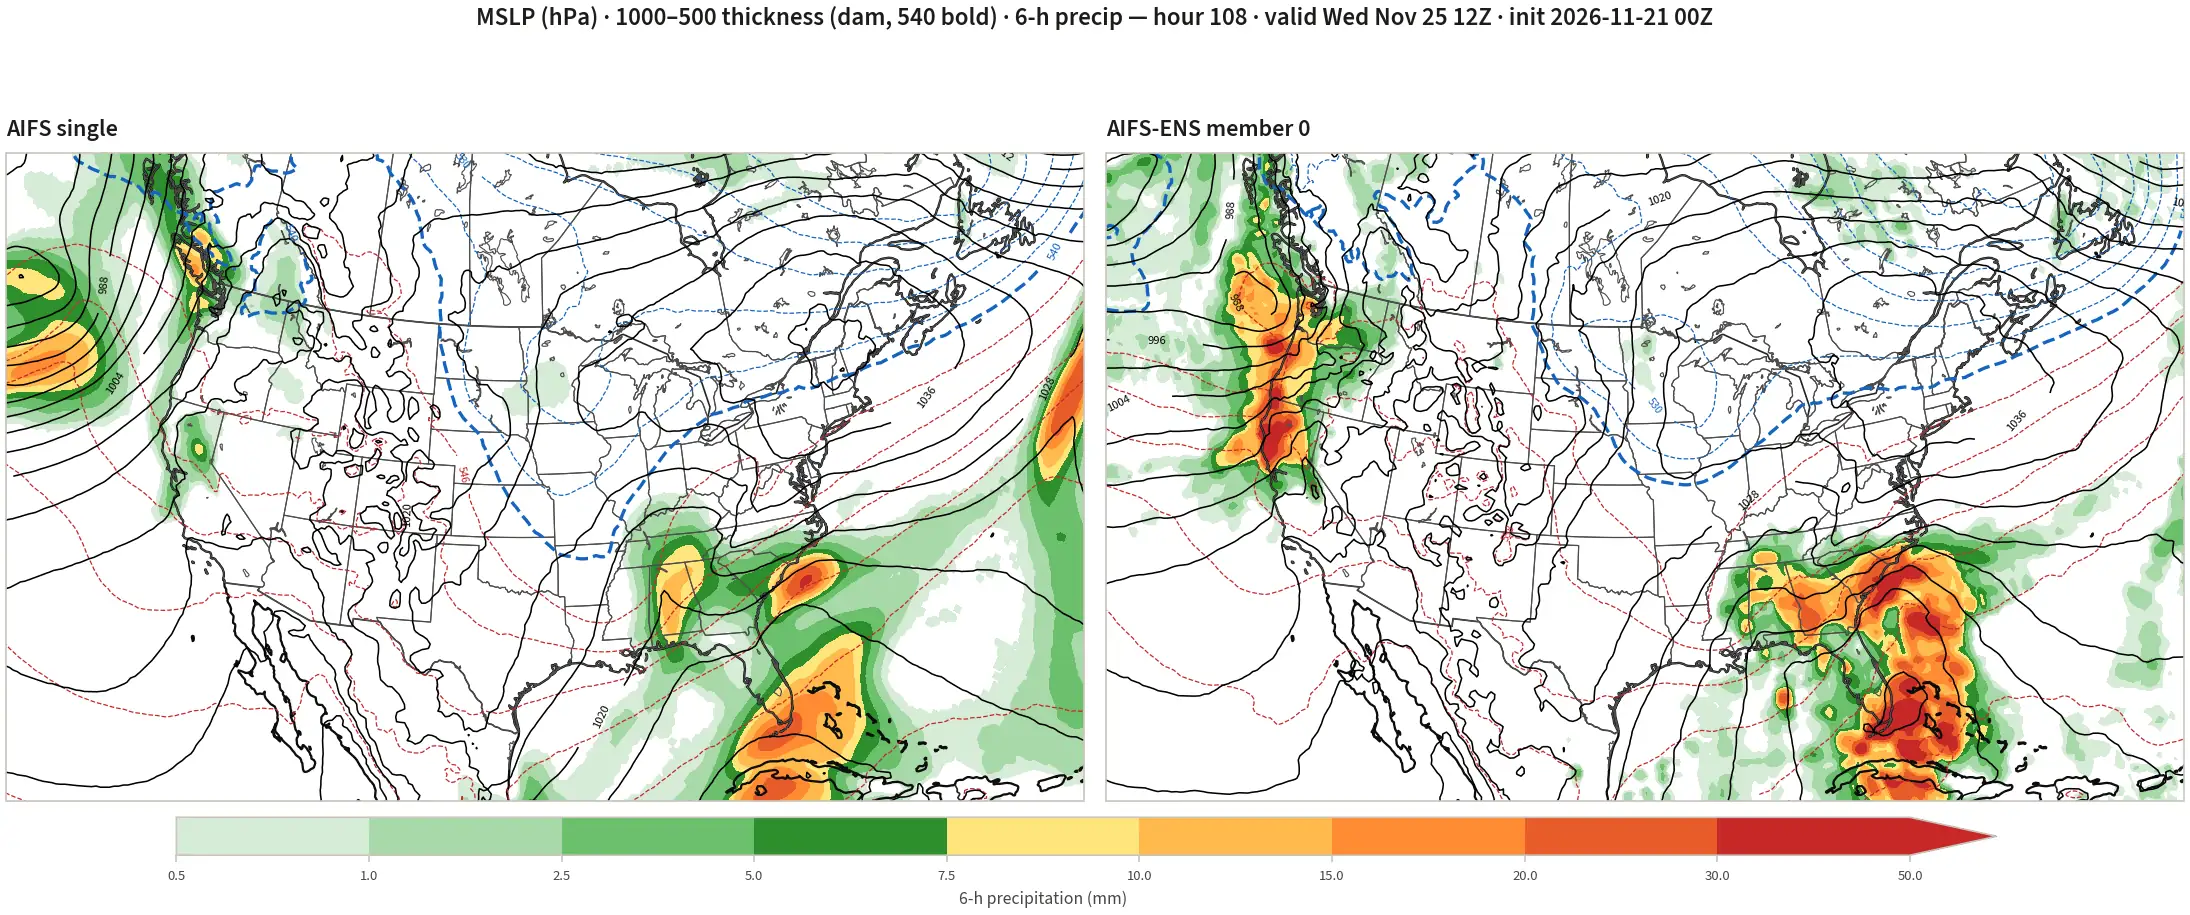 MSLP (hPa) · 1000–500 thickness (dam, 540 bold) · 6-h precip — hour 108 · valid Wed Nov 25 12Z · init 2026-11-21 00Z
AIFS single
AIFS-ENS member 0
988
1004
1036
1028
540
1020
1020
988
996
1004
1020
530
1028
1036
0.5 1.0 2.5 5.0 7.5 10.0 15.0 20.0 30.0 50.0
6-h precipitation (mm)